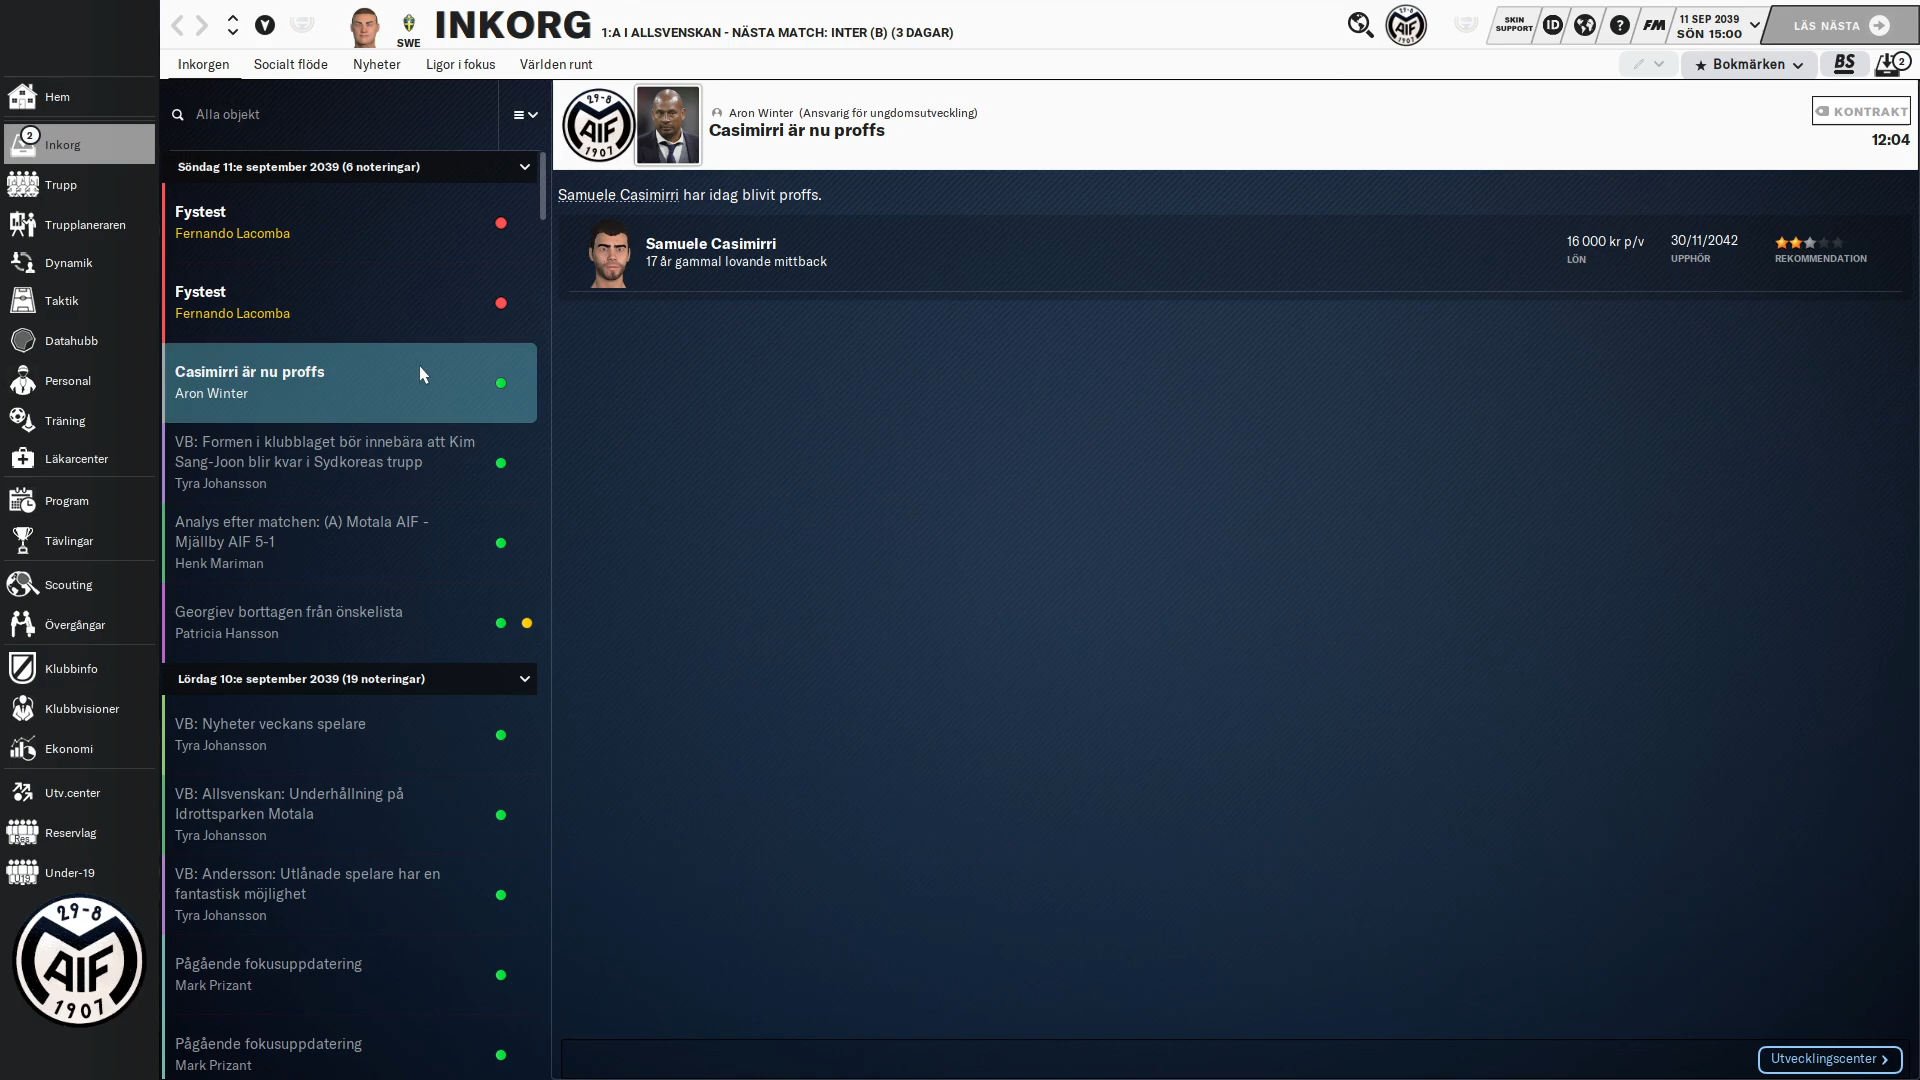 INKORG
1:A I ALLSVENSKAN - NÄSTA MATCH: INTER (B) (3 DAGAR)
SWE
SKIN SUPPORT
ID
?
FM
11 SEP 2039
SÖN 15:00
LÄS NÄSTA
Inkorgen
Socialt flöde
Nyheter
Ligor i fokus
Världen runt
Bokmärken
BS
2
Hem
2
Inkorg
Trupp
Trupplaneraren
Dynamik
Taktik
Datahubb
Personal
Träning
Läkarcenter
Program
Tävlingar
Scouting
Övergångar
Klubbinfo
Klubbvisioner
Ekonomi
Utv.center
Res
Reservlag
U19
Under-19
29-8
AIF
1907
Alla objekt
Söndag 11:e september 2039 (6 noteringar)
Fystest
Fernando Lacomba
Fystest
Fernando Lacomba
Casimirri är nu proffs
Aron Winter
VB: Formen i klubblaget bör innebära att Kim
Sang-Joon blir kvar i Sydkoreas trupp
Tyra Johansson
Analys efter matchen: (A) Motala AIF -
Mjällby AIF 5-1
Henk Mariman
Georgiev borttagen från önskelista
Patricia Hansson
Lördag 10:e september 2039 (19 noteringar)
VB: Nyheter veckans spelare
Tyra Johansson
VB: Allsvenskan: Underhållning på
Idrottsparken Motala
Tyra Johansson
VB: Andersson: Utlånade spelare har en
fantastisk möjlighet
Tyra Johansson
Pågående fokusuppdatering
Mark Prizant
Pågående fokusuppdatering
Mark Prizant
29-8
AIF
1907
Aron Winter (Ansvarig för ungdomsutveckling)
Casimirri är nu proffs
KONTRAKT
12:04
Samuele Casimirri har idag blivit proffs.
Samuele Casimirri
17 år gammal lovande mittback
16 000 kr p/v
LÖN
30/11/2042
UPPHÖR
REKOMMENDATION
Utvecklingscenter